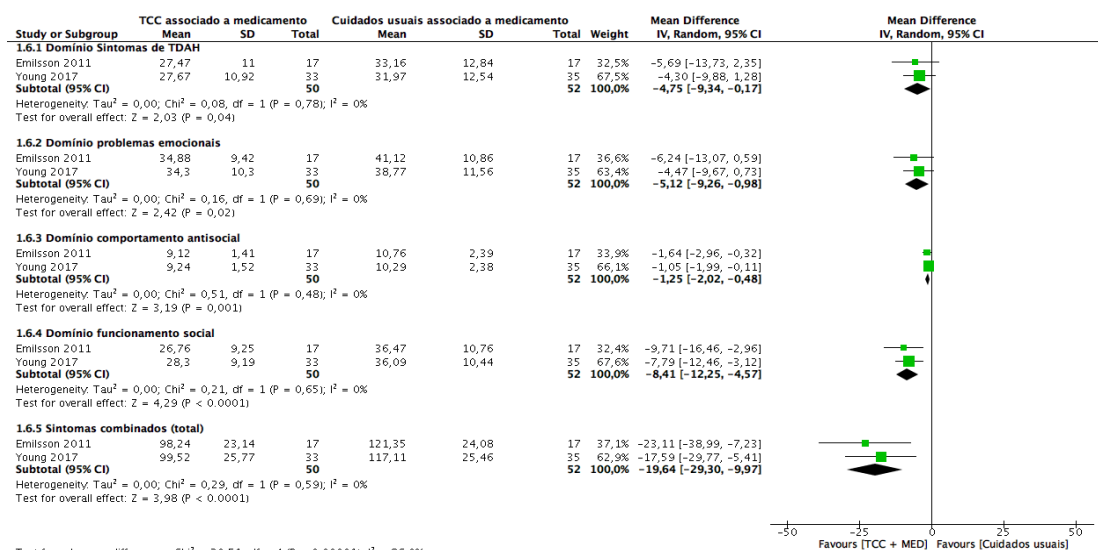 TCC associado a medicamento Cuidados usuais associado a medicamento Mean Difference Mean Difference
Study or Subgroup Mean SD Total Mean SD Total Weight IV, Random, 95% CI IV, Random, 95% CI
1.6.1 Domínio Sintomas de TDAH
Emilsson 2011 27,47 11 17 33,16 12,84 17 32,5% −5,69 [−13,73, 2,35]
Young 2017 27,67 10,92 33 31,97 12,54 35 67,5% −4,30 [−9,88, 1,28]
Subtotal (95% CI) 50 52 100,0% −4,75 [−9,34, −0,17]
Heterogeneity: Tau² = 0,00; Chi² = 0,08, df = 1 (P = 0,78); I² = 0%
Test for overall effect: Z = 2,03 (P = 0,04)
1.6.2 Domínio problemas emocionais
Emilsson 2011 34,88 9,42 17 41,12 10,86 17 36,6% −6,24 [−13,07, 0,59]
Young 2017 34,3 10,3 33 38,77 11,56 35 63,4% −4,47 [−9,67, 0,73]
Subtotal (95% CI) 50 52 100,0% −5,12 [−9,26, −0,98]
Heterogeneity: Tau² = 0,00; Chi² = 0,16, df = 1 (P = 0,69); I² = 0%
Test for overall effect: Z = 2,42 (P = 0,02)
1.6.3 Domínio comportamento antisocial
Emilsson 2011 9,12 1,41 17 10,76 2,39 17 33,9% −1,64 [−2,96, −0,32]
Young 2017 9,24 1,52 33 10,29 2,38 35 66,1% −1,05 [−1,99, −0,11]
Subtotal (95% CI) 50 52 100,0% −1,25 [−2,02, −0,48]
Heterogeneity: Tau² = 0,00; Chi² = 0,51, df = 1 (P = 0,48); I² = 0%
Test for overall effect: Z = 3,19 (P = 0,001)
1.6.4 Domínio funcionamento social
Emilsson 2011 26,76 9,25 17 36,47 10,76 17 32,4% −9,71 [−16,46, −2,96]
Young 2017 28,3 9,19 33 36,09 10,44 35 67,6% −7,79 [−12,46, −3,12]
Subtotal (95% CI) 50 52 100,0% −8,41 [−12,25, −4,57]
Heterogeneity: Tau² = 0,00; Chi² = 0,21, df = 1 (P = 0,65); I² = 0%
Test for overall effect: Z = 4,29 (P < 0.0001)
1.6.5 Sintomas combinados (total)
Emilsson 2011 98,24 23,14 17 121,35 24,08 17 37,1% −23,11 [−38,99, −7,23]
Young 2017 99,52 25,77 33 117,11 25,46 35 62,9% −17,59 [−29,77, −5,41]
Subtotal (95% CI) 50 52 100,0% −19,64 [−29,30, −9,97]
Heterogeneity: Tau² = 0,00; Chi² = 0,29, df = 1 (P = 0,59); I² = 0%
Test for overall effect: Z = 3,98 (P < 0.0001)
−50 −25 0 25 50
Favours [TCC + MED] Favours [Cuidados usuais]